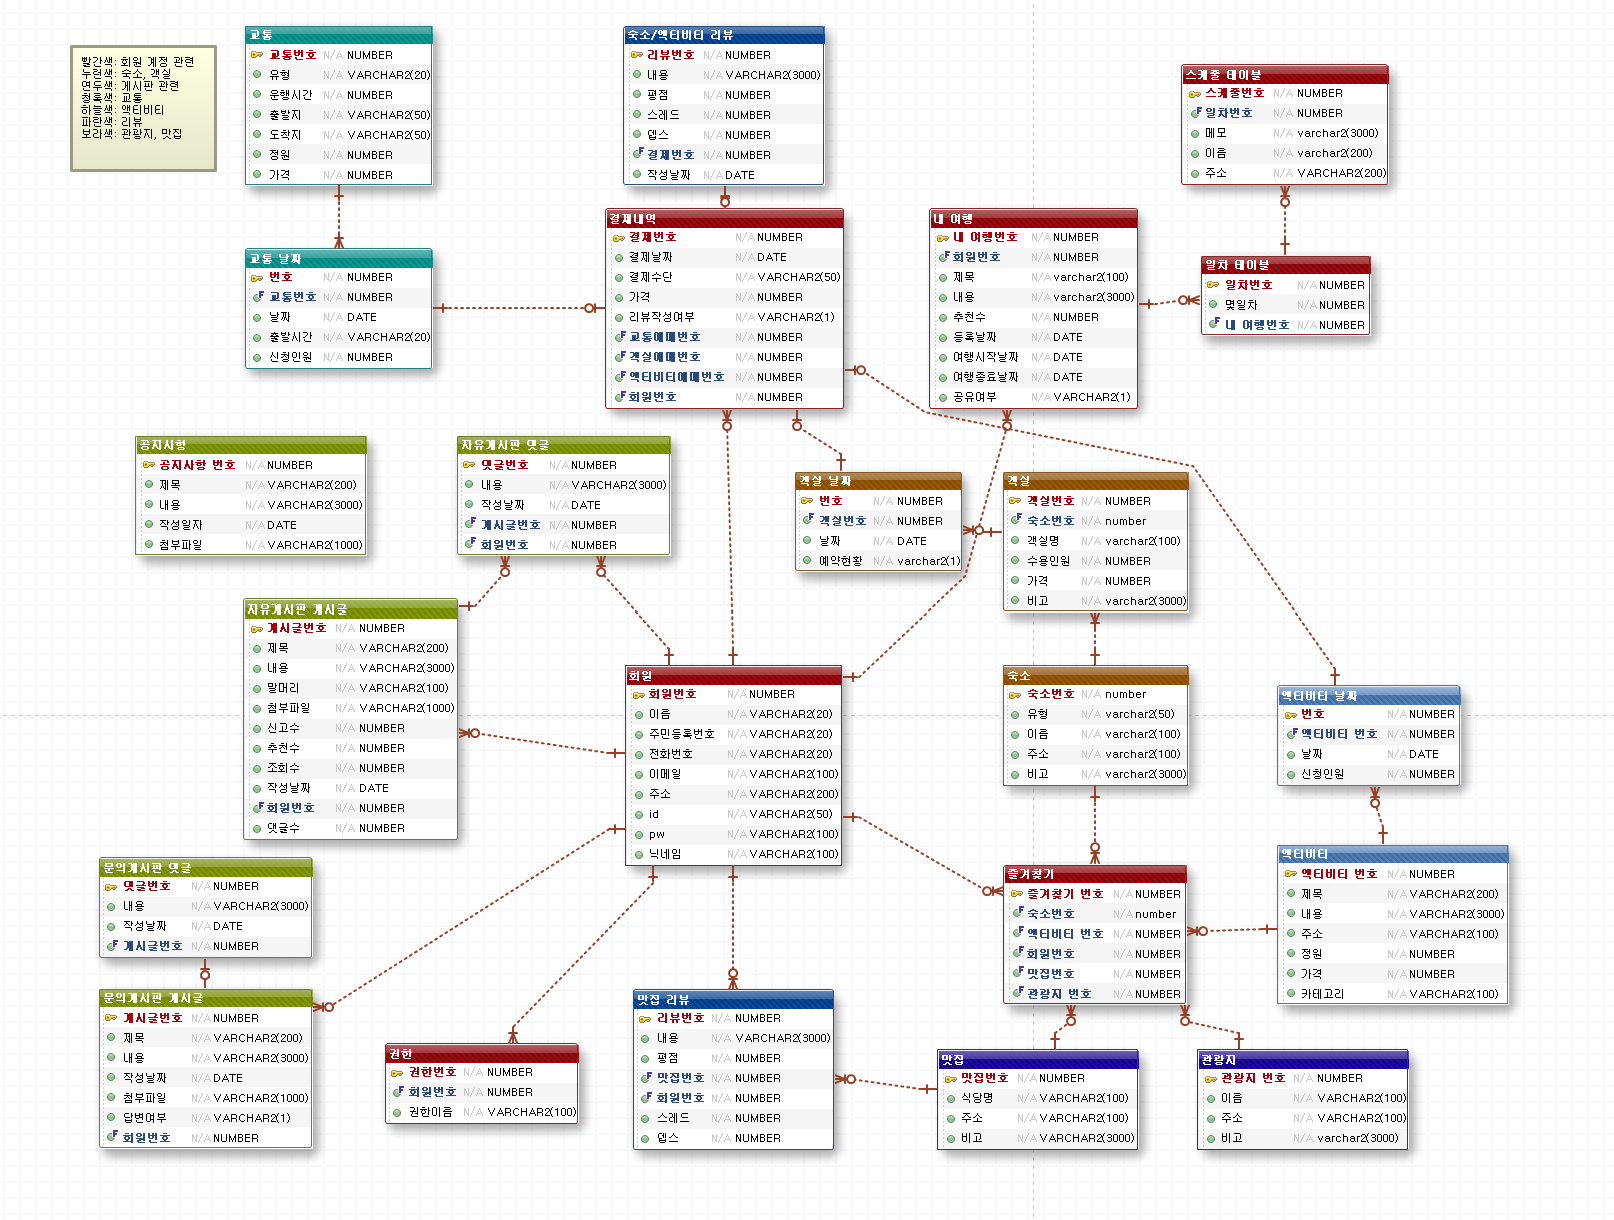 빨간색: 회원 계정 관련
누런색: 숙소, 객실
연두색: 게시판 관련
청록색: 교통
하늘색: 액티비티
파란색: 리뷰
보라색: 관광지, 맛집
교통
교통번호 N/A NUMBER
유형 N/A VARCHAR2(20)
운행시간 N/A NUMBER
출발지 N/A VARCHAR2(50)
도착지 N/A VARCHAR2(50)
정원 N/A NUMBER
가격 N/A NUMBER
숙소/액티비티 리뷰
리뷰번호 N/A NUMBER
내용 N/A VARCHAR2(3000)
평점 N/A NUMBER
스레드 N/A NUMBER
뎁스 N/A NUMBER
결제번호 N/A NUMBER
작성날짜 N/A DATE
스케줄 테이블
스케줄번호 N/A NUMBER
일차번호 N/A NUMBER
메모 N/A varchar2(3000)
이름 N/A varchar2(200)
주소 N/A VARCHAR2(200)
교통 날짜
번호 N/A NUMBER
교통번호 N/A NUMBER
날짜 N/A DATE
출발시간 N/A VARCHAR2(20)
신청인원 N/A NUMBER
결제내역
결제번호 N/A NUMBER
결제날짜 N/A DATE
결제수단 N/A VARCHAR2(50)
가격 N/A NUMBER
리뷰작성여부 N/A VARCHAR2(1)
교통예매번호 N/A NUMBER
객실예매번호 N/A NUMBER
액티비티예매번호 N/A NUMBER
회원번호 N/A NUMBER
내 여행
내 여행번호 N/A NUMBER
회원번호 N/A NUMBER
제목 N/A varchar2(100)
내용 N/A varchar2(3000)
추천수 N/A NUMBER
등록날짜 N/A DATE
여행시작날짜 N/A DATE
여행종료날짜 N/A DATE
공유여부 N/A VARCHAR2(1)
일차 테이블
일차번호 N/A NUMBER
몇일차 N/A NUMBER
내 여행번호 N/A NUMBER
공지사항
공지사항 번호 N/A NUMBER
제목 N/A VARCHAR2(200)
내용 N/A VARCHAR2(3000)
작성일자 N/A DATE
첨부파일 N/A VARCHAR2(1000)
자유게시판 댓글
댓글번호 N/A NUMBER
내용 N/A VARCHAR2(3000)
작성날짜 N/A DATE
게시글번호 N/A NUMBER
회원번호 N/A NUMBER
객실 날짜
번호 N/A NUMBER
객실번호 N/A NUMBER
날짜 N/A DATE
예약현황 N/A varchar2(1)
객실
객실번호 N/A NUMBER
숙소번호 N/A number
객실명 N/A varchar2(100)
수용인원 N/A NUMBER
가격 N/A NUMBER
비고 N/A varchar2(3000)
자유게시판 게시글
게시글번호 N/A NUMBER
제목 N/A VARCHAR2(200)
내용 N/A VARCHAR2(3000)
말머리 N/A VARCHAR2(100)
첨부파일 N/A VARCHAR2(1000)
신고수 N/A NUMBER
추천수 N/A NUMBER
조회수 N/A NUMBER
작성날짜 N/A DATE
회원번호 N/A NUMBER
댓글수 N/A NUMBER
회원
회원번호 N/A NUMBER
이름 N/A VARCHAR2(20)
주민등록번호 N/A VARCHAR2(20)
전화번호 N/A VARCHAR2(20)
이메일 N/A VARCHAR2(100)
주소 N/A VARCHAR2(200)
id N/A VARCHAR2(50)
pw N/A VARCHAR2(100)
닉네임 N/A VARCHAR2(100)
숙소
숙소번호 N/A number
유형 N/A varchar2(50)
이름 N/A varchar2(100)
주소 N/A varchar2(100)
비고 N/A varchar2(3000)
액티비티 날짜
번호 N/A NUMBER
액티비티 번호 N/A NUMBER
날짜 N/A DATE
신청인원 N/A NUMBER
문의게시판 댓글
댓글번호 N/A NUMBER
내용 N/A VARCHAR2(3000)
작성날짜 N/A DATE
게시글번호 N/A NUMBER
즐겨찾기
즐겨찾기 번호 N/A NUMBER
숙소번호 N/A number
액티비티 번호 N/A NUMBER
회원번호 N/A NUMBER
맛집번호 N/A NUMBER
관광지 번호 N/A NUMBER
액티비티
액티비티 번호 N/A NUMBER
제목 N/A VARCHAR2(200)
내용 N/A VARCHAR2(3000)
주소 N/A VARCHAR2(100)
정원 N/A NUMBER
가격 N/A NUMBER
카테고리 N/A VARCHAR2(100)
문의게시판 게시글
게시글번호 N/A NUMBER
제목 N/A VARCHAR2(200)
내용 N/A VARCHAR2(3000)
작성날짜 N/A DATE
첨부파일 N/A VARCHAR2(1000)
답변여부 N/A VARCHAR2(1)
회원번호 N/A NUMBER
권한
권한번호 N/A NUMBER
회원번호 N/A NUMBER
권한이름 N/A VARCHAR2(100)
맛집 리뷰
리뷰번호 N/A NUMBER
내용 N/A VARCHAR2(3000)
평점 N/A NUMBER
맛집번호 N/A NUMBER
회원번호 N/A NUMBER
스레드 N/A NUMBER
뎁스 N/A NUMBER
맛집
맛집번호 N/A NUMBER
식당명 N/A VARCHAR2(100)
주소 N/A VARCHAR2(100)
비고 N/A VARCHAR2(3000)
관광지
관광지 번호 N/A NUMBER
이름 N/A VARCHAR2(100)
주소 N/A VARCHAR2(100)
비고 N/A varchar2(3000)